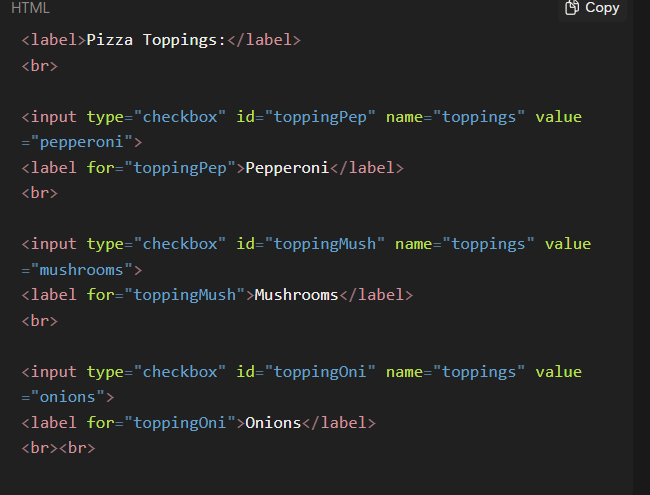 HTML
Copy
<label>Pizza Toppings:</label>
<br>
<input type="checkbox" id="toppingPep" name="toppings" value
="pepperoni">
<label for="toppingPep">Pepperoni</label>
<br>
<input type="checkbox" id="toppingMush" name="toppings" value
="mushrooms">
<label for="toppingMush">Mushrooms</label>
<br>
<input type="checkbox" id="toppingOni" name="toppings" value
="onions">
<label for="toppingOni">Onions</label>
<br><br>